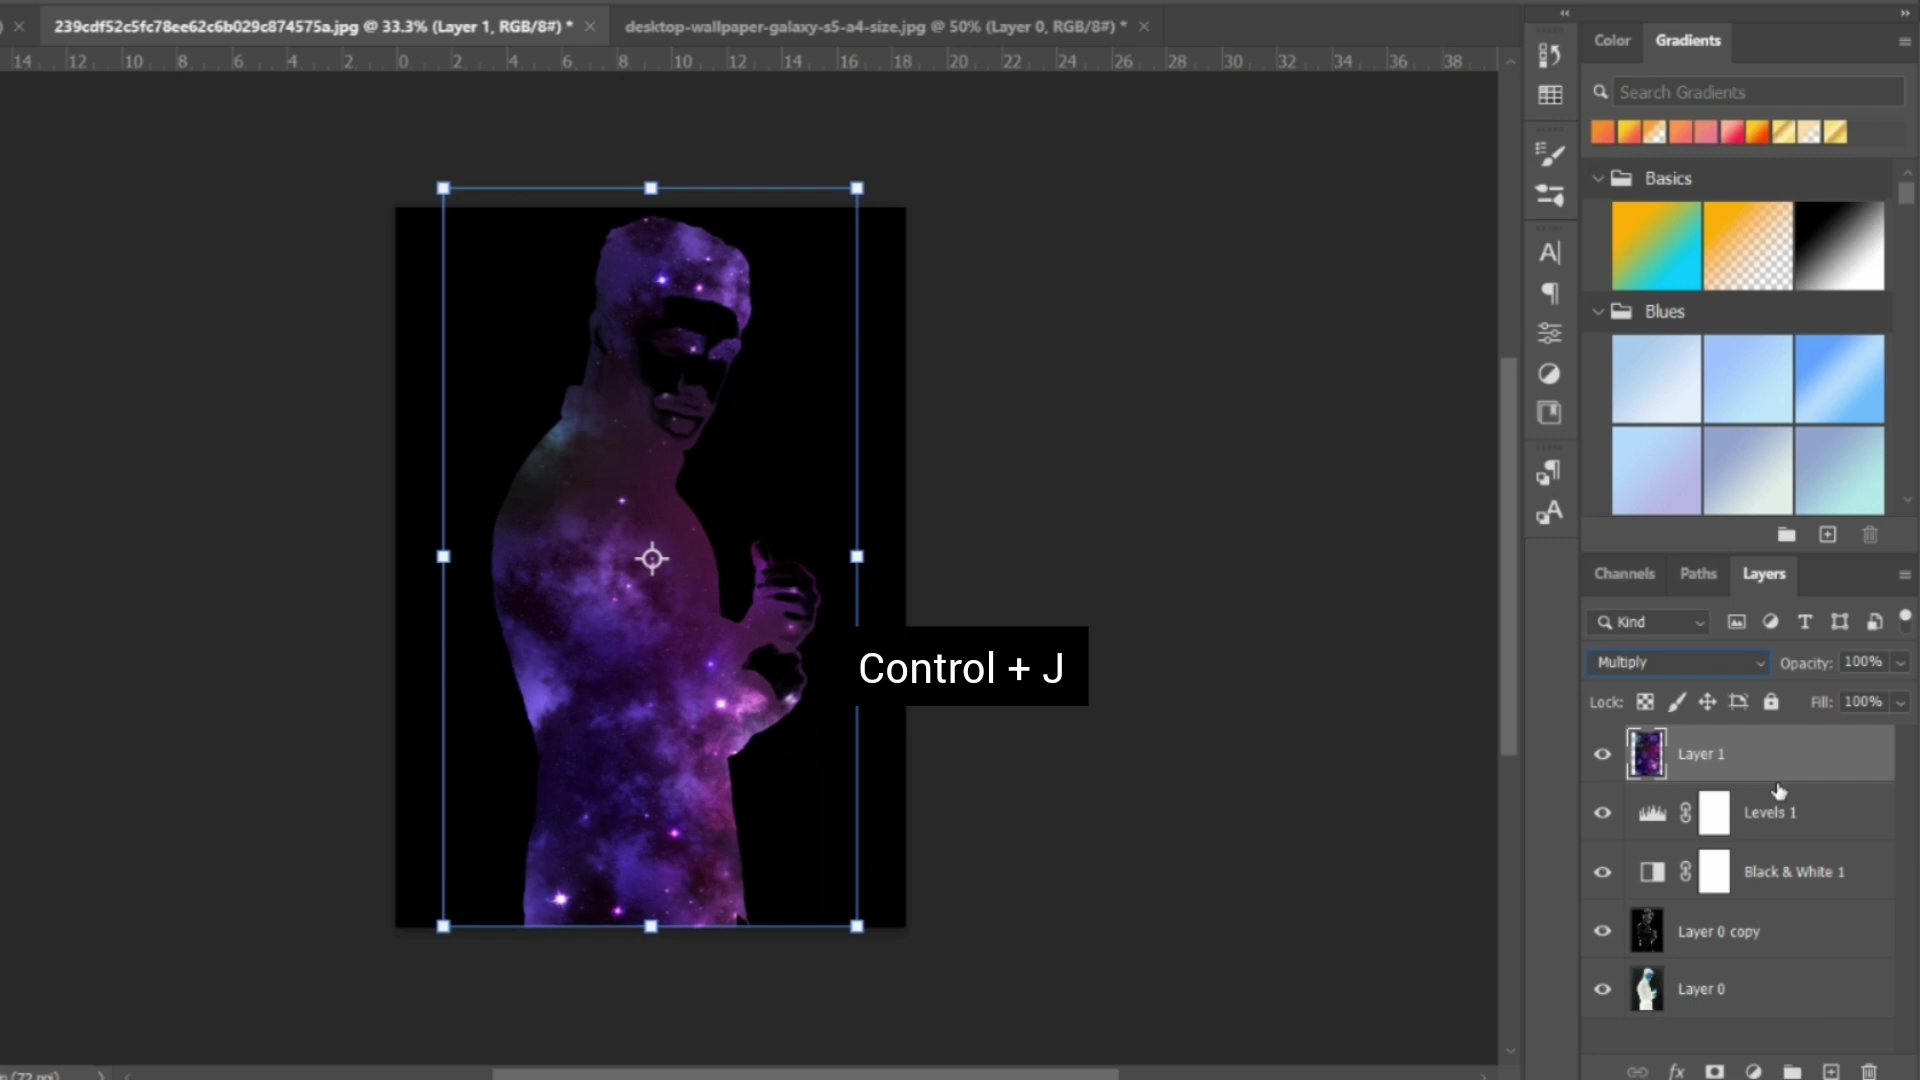 239cdf52c5fc78ee62c6b029c874575a.jpg @ 33.3% (Layer 1, RGB/8#) *
desktop-wallpaper-galaxy-s5-a4-size.jpg @ 50% (Layer 0, RGB/8#) *
14 12 10 8 6 4 2 0 2 4 6 8 10 12 14 16 18 20 22 24 26 28 30 32 34 36 38
Color Gradients
Search Gradients
Basics
Blues
Control + J
Channels Paths Layers
Kind
Multiply Opacity: 100%
Lock: Fill: 100%
Layer 1
Levels 1
Black & White 1
Layer 0 copy
Layer 0
fx